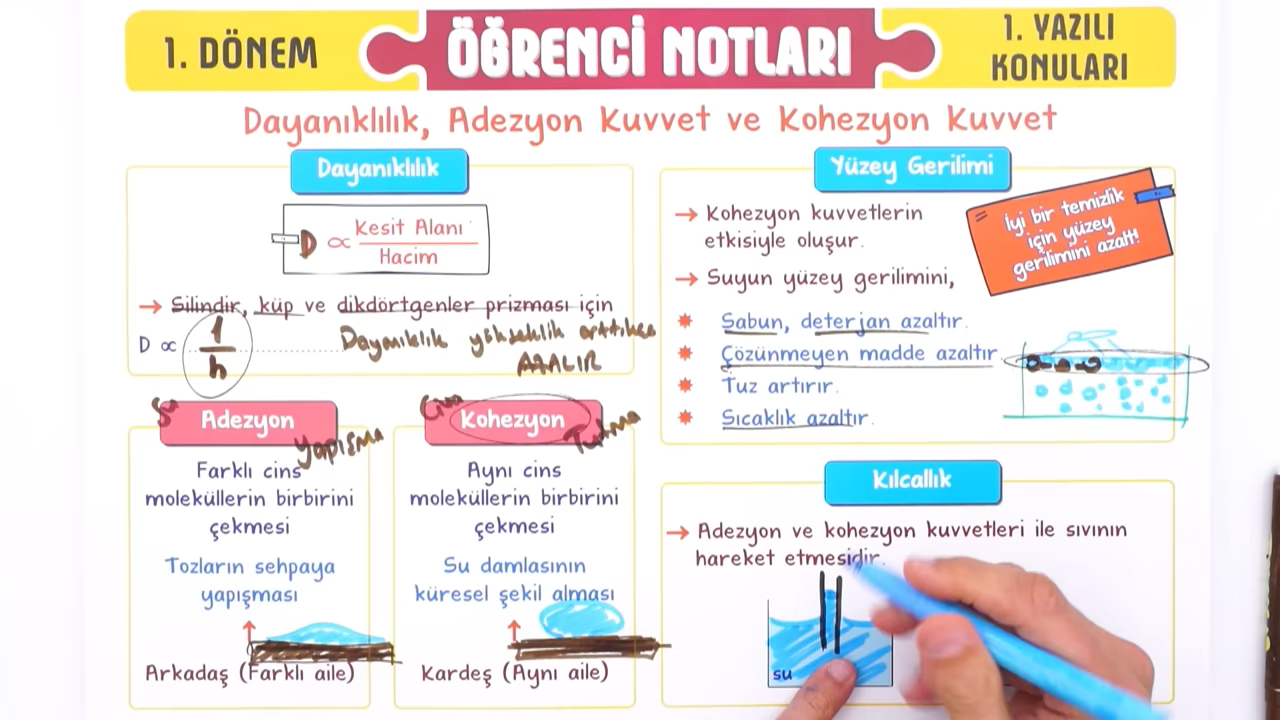 1. DÖNEM
ÖĞRENCİ NOTLARI
1. YAZILI
KONULARI
Dayanıklılık, Adezyon Kuvvet ve Kohezyon Kuvvet
Dayanıklılık
D ∝ Kesit Alanı
Hacim
→ Silindir, küp ve dikdörtgenler prizması için
D ∝ 1
h
Dayanıklılık yükseklik arttıkça
AZALIR
Su
Adezyon
Yapışma
Farklı cins
moleküllerin birbirini
çekmesi
Tozların sehpaya
yapışması
Arkadaş (Farklı aile)
Civa
Kohezyon
Tutma
Aynı cins
moleküllerin birbirini
çekmesi
Su damlasının
küresel şekil alması
Kardeş (Aynı aile)
Yüzey Gerilimi
→ Kohezyon kuvvetlerin
etkisiyle oluşur.
→ Suyun yüzey gerilimini,
Sabun, deterjan azaltır.
Çözünmeyen madde azaltır
Tuz artırır.
Sıcaklık azaltır.
İyi bir temizlik
için yüzey
gerilimini azalt!
Kılcallık
→ Adezyon ve kohezyon kuvvetleri ile sıvının
hareket etmesidir.
su